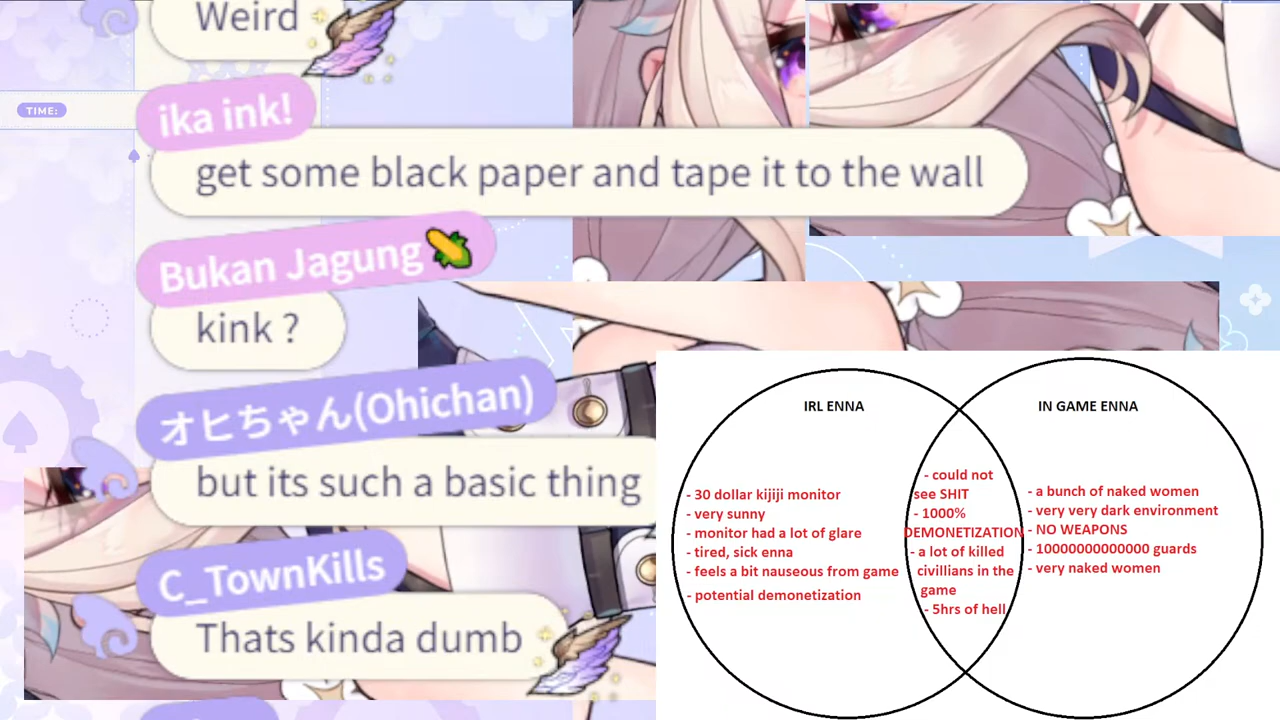 Weird
TIME:
ika ink!
get some black paper and tape it to the wall
Bukan Jagung🌽
kink ?
オヒちゃん(Ohichan)
but its such a basic thing
C_TownKills
Thats kinda dumb
IRL ENNA
- 30 dollar kijiji monitor
- very sunny
- monitor had a lot of glare
- tired, sick enna
- feels a bit nauseous from game
- potential demonetization
- could not
see SHIT
- 1000%
DEMONETIZATION
- a lot of killed
civillians in the
game
- 5hrs of hell
IN GAME ENNA
- a bunch of naked women
- very very dark environment
- NO WEAPONS
- 10000000000000 guards
- very naked women